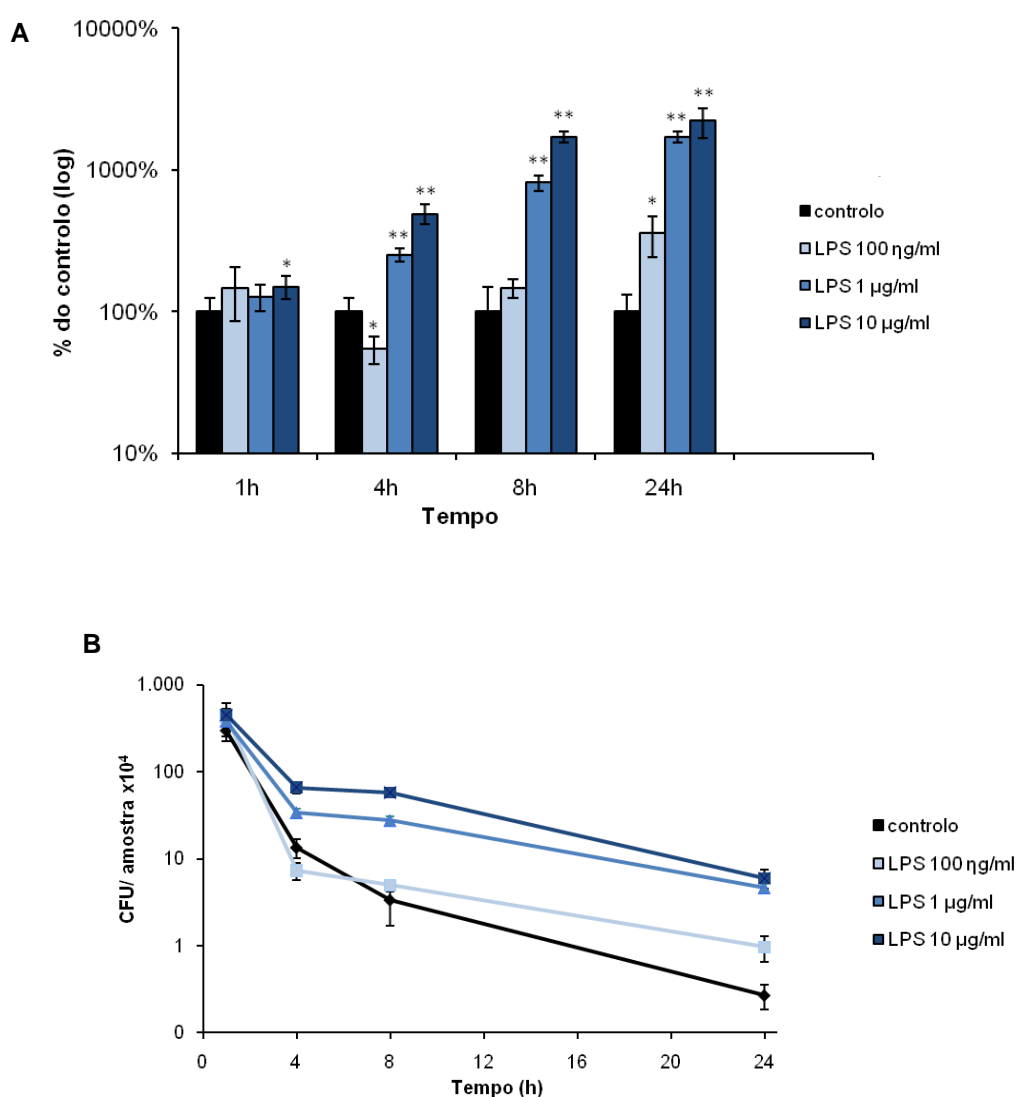 A
10000%
1000%
100%
10%
% do controlo (log)
*
*
**
**
**
**
*
**
**
1h
4h
8h
24h
Tempo
controlo
LPS 100 ηg/ml
LPS 1 µg/ml
LPS 10 µg/ml
B
1.000
100
10
1
0
CFU/ amostra x10⁴
0
4
8
12
16
20
24
Tempo (h)
controlo
LPS 100 ηg/ml
LPS 1 µg/ml
LPS 10 µg/ml